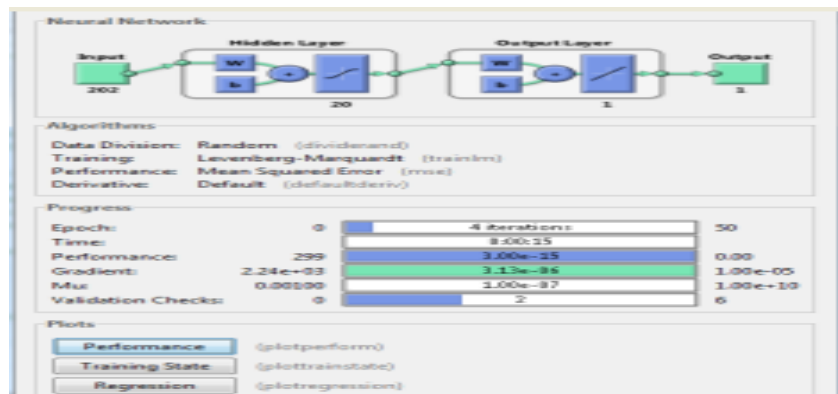 Neural Network
Hidden Layer
Output Layer
Input
W
b
+
W
b
+
Output
202
20
1
1
Algorithms
Data Division: Random (dividerand)
Training: Levenberg-Marquardt (trainlm)
Performance: Mean Squared Error (mse)
Derivative: Default (defaultderiv)
Progress
Epoch: 0 4 iterations 50
Time: 0:00:15
Performance: 299 3.00e-15 0.00
Gradient: 2.24e+03 3.13e-06 1.00e-05
Mu: 0.00100 1.00e-07 1.00e+10
Validation Checks: 0 2 6
Plots
Performance (plotperform)
Training State (plottrainstate)
Regression (plotregression)